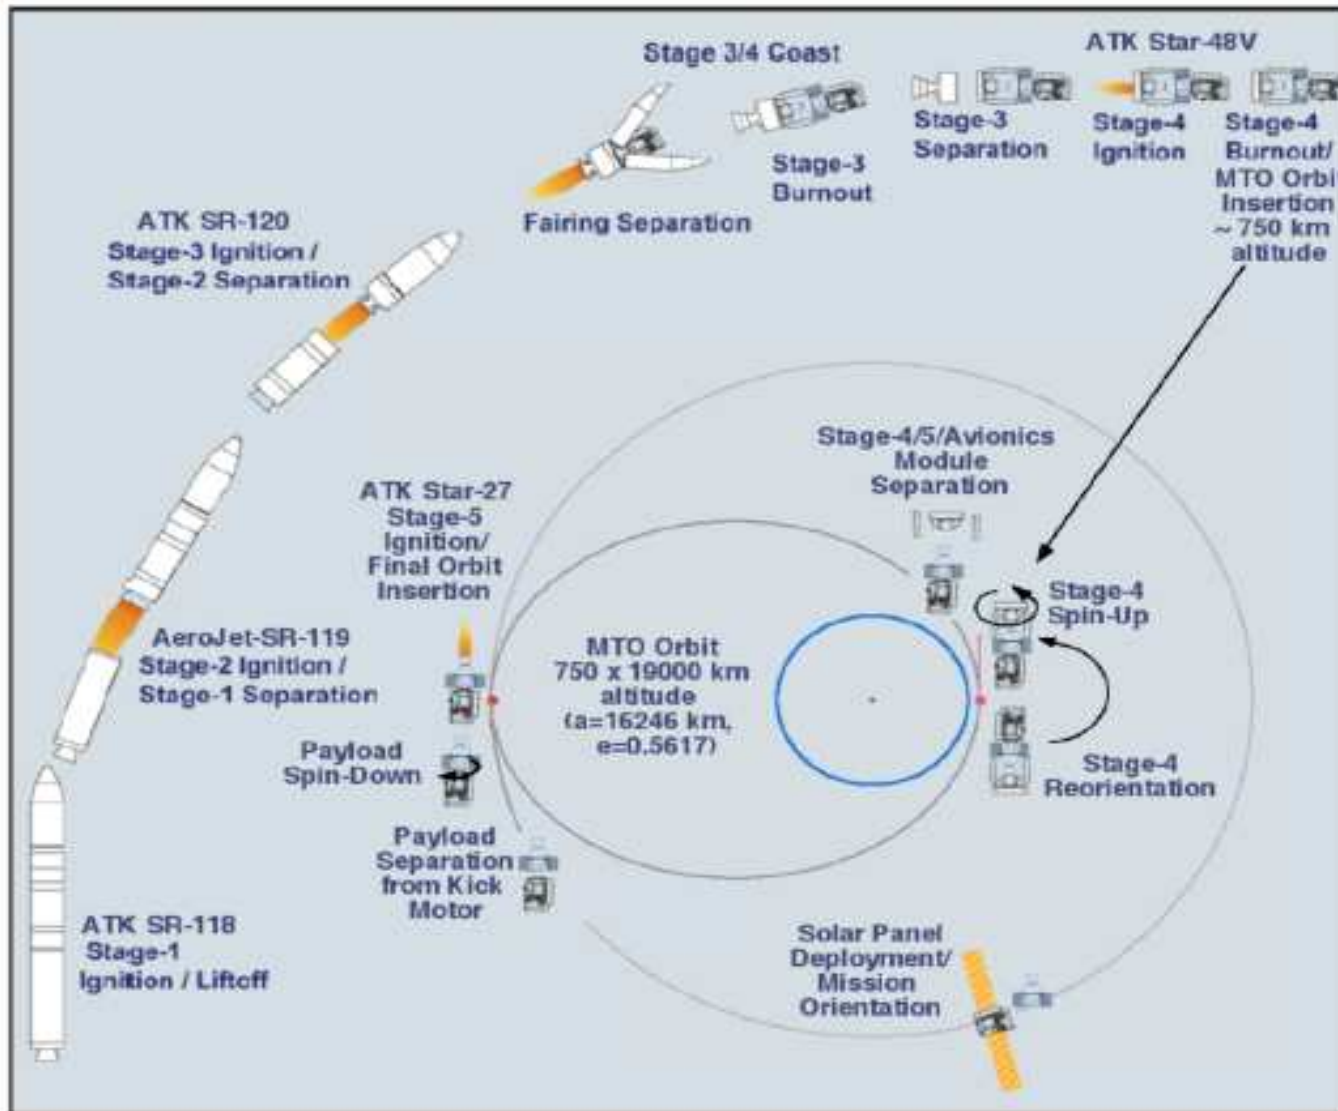 Stage 3/4 Coast
ATK Star-48V
Stage-3
Separation
Stage-4
Ignition
Stage-4
Burnout/
MTO Orbit
Insertion
~ 750 km
altitude
Stage-3
Burnout
Fairing Separation
ATK SR-120
Stage-3 Ignition /
Stage-2 Separation
Stage-4/5/Avionics
Module
Separation
ATK Star-27
Stage-5
Ignition/
Final Orbit
Insertion
Stage-4
Spin-Up
AeroJet-SR-119
Stage-2 Ignition /
Stage-1 Separation
MTO Orbit
750 x 19000 km
altitude
(a=16246 km,
e=0.5617)
Payload
Spin-Down
Stage-4
Reorientation
Payload
Separation
from Kick
Motor
ATK SR-118
Stage-1
Ignition / Liftoff
Solar Panel
Deployment/
Mission
Orientation